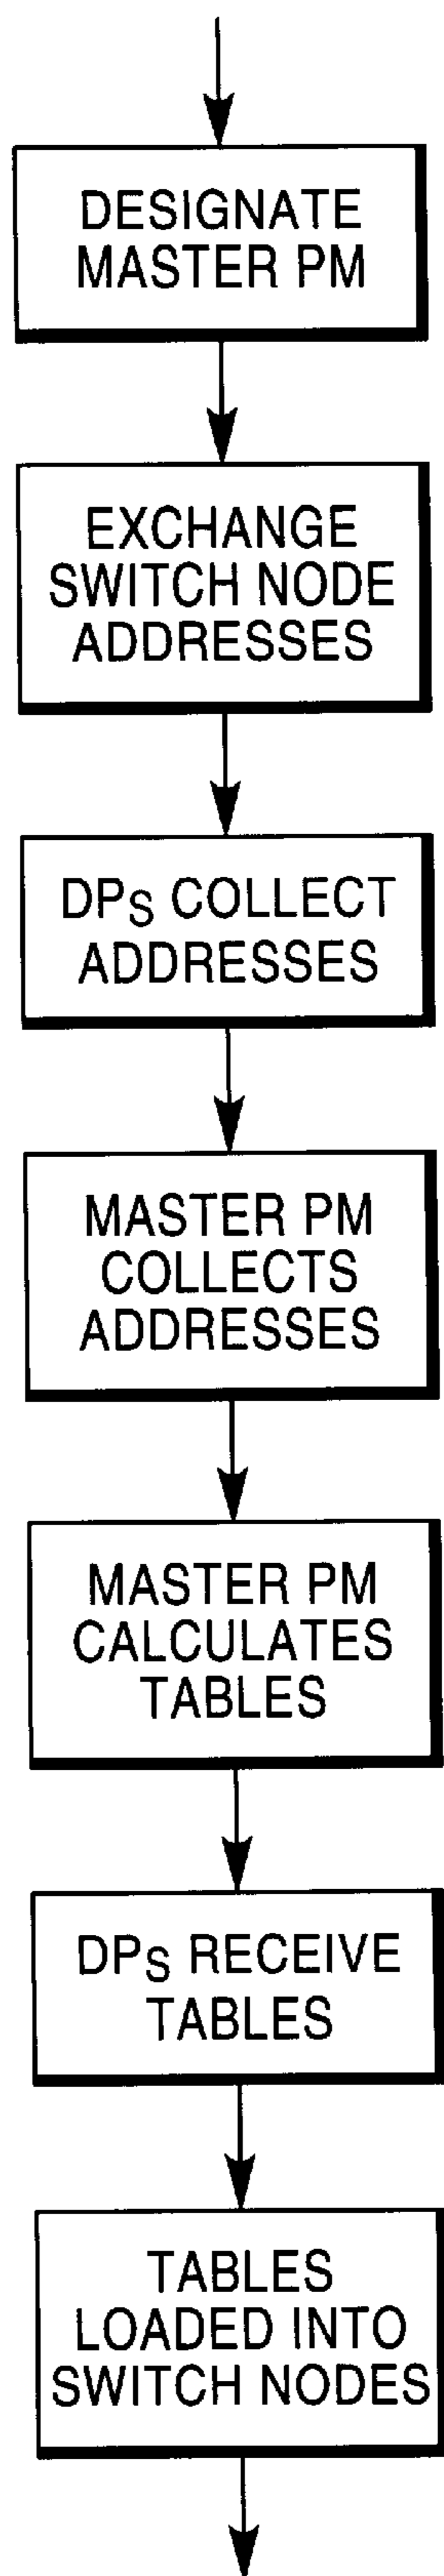 DESIGNATE
MASTER PM
EXCHANGE
SWITCH NODE
ADDRESSES
DPS COLLECT
ADDRESSES
MASTER PM
COLLECTS
ADDRESSES
MASTER PM
CALCULATES
TABLES
DPS RECEIVE
TABLES
TABLES
LOADED INTO
SWITCH NODES